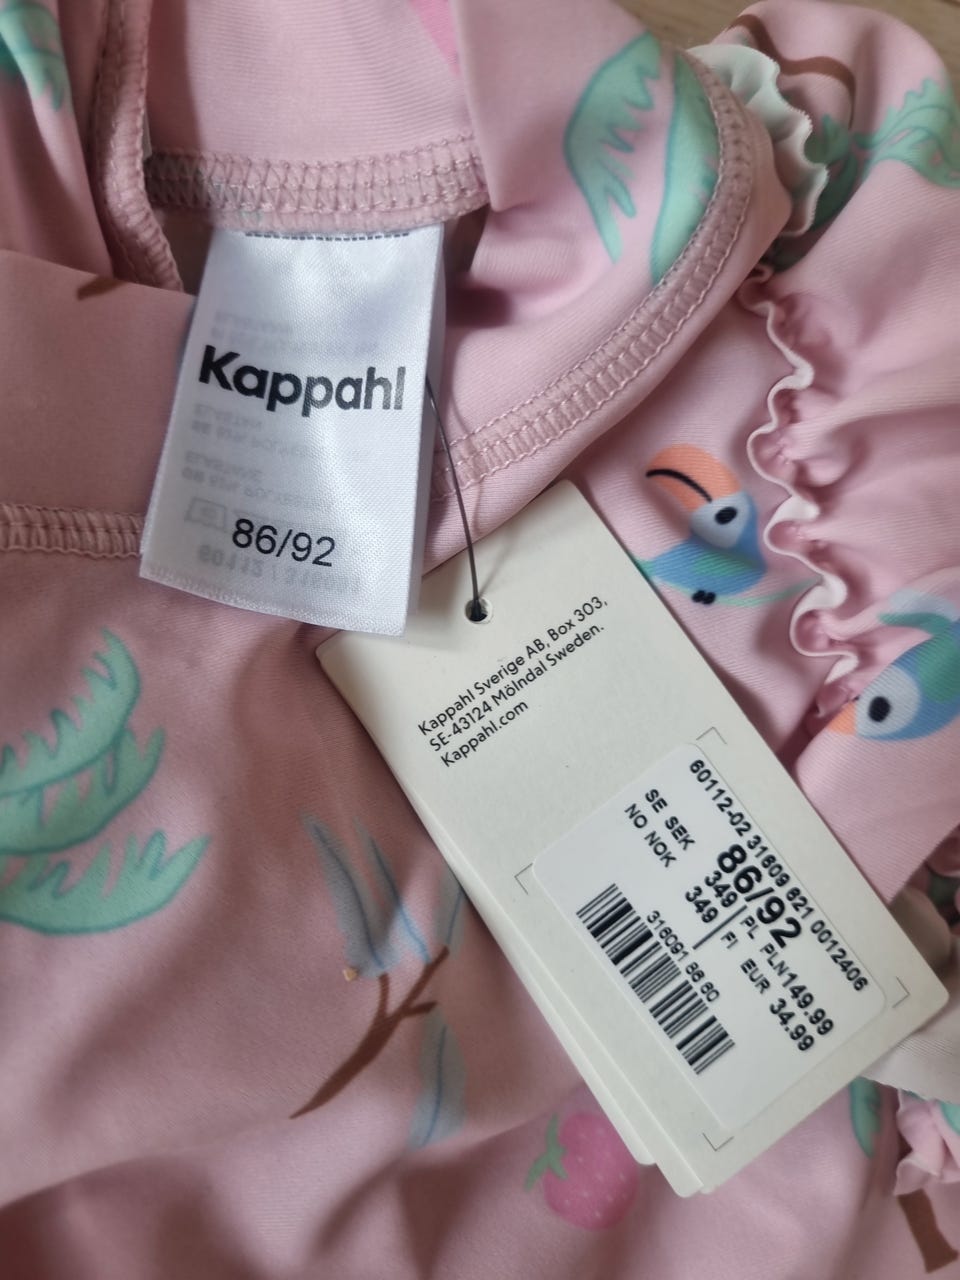 Kappahl
86/92
Kappahl Sverige AB, Box 303,
SE-43124 Mölndal Sweden.
Kappahl.com
60112-02 31609 621 0012406
86/92
SE SEK 349 PL PLN149.99
NO NOK 349 FI EUR 34.99
316091 86 80